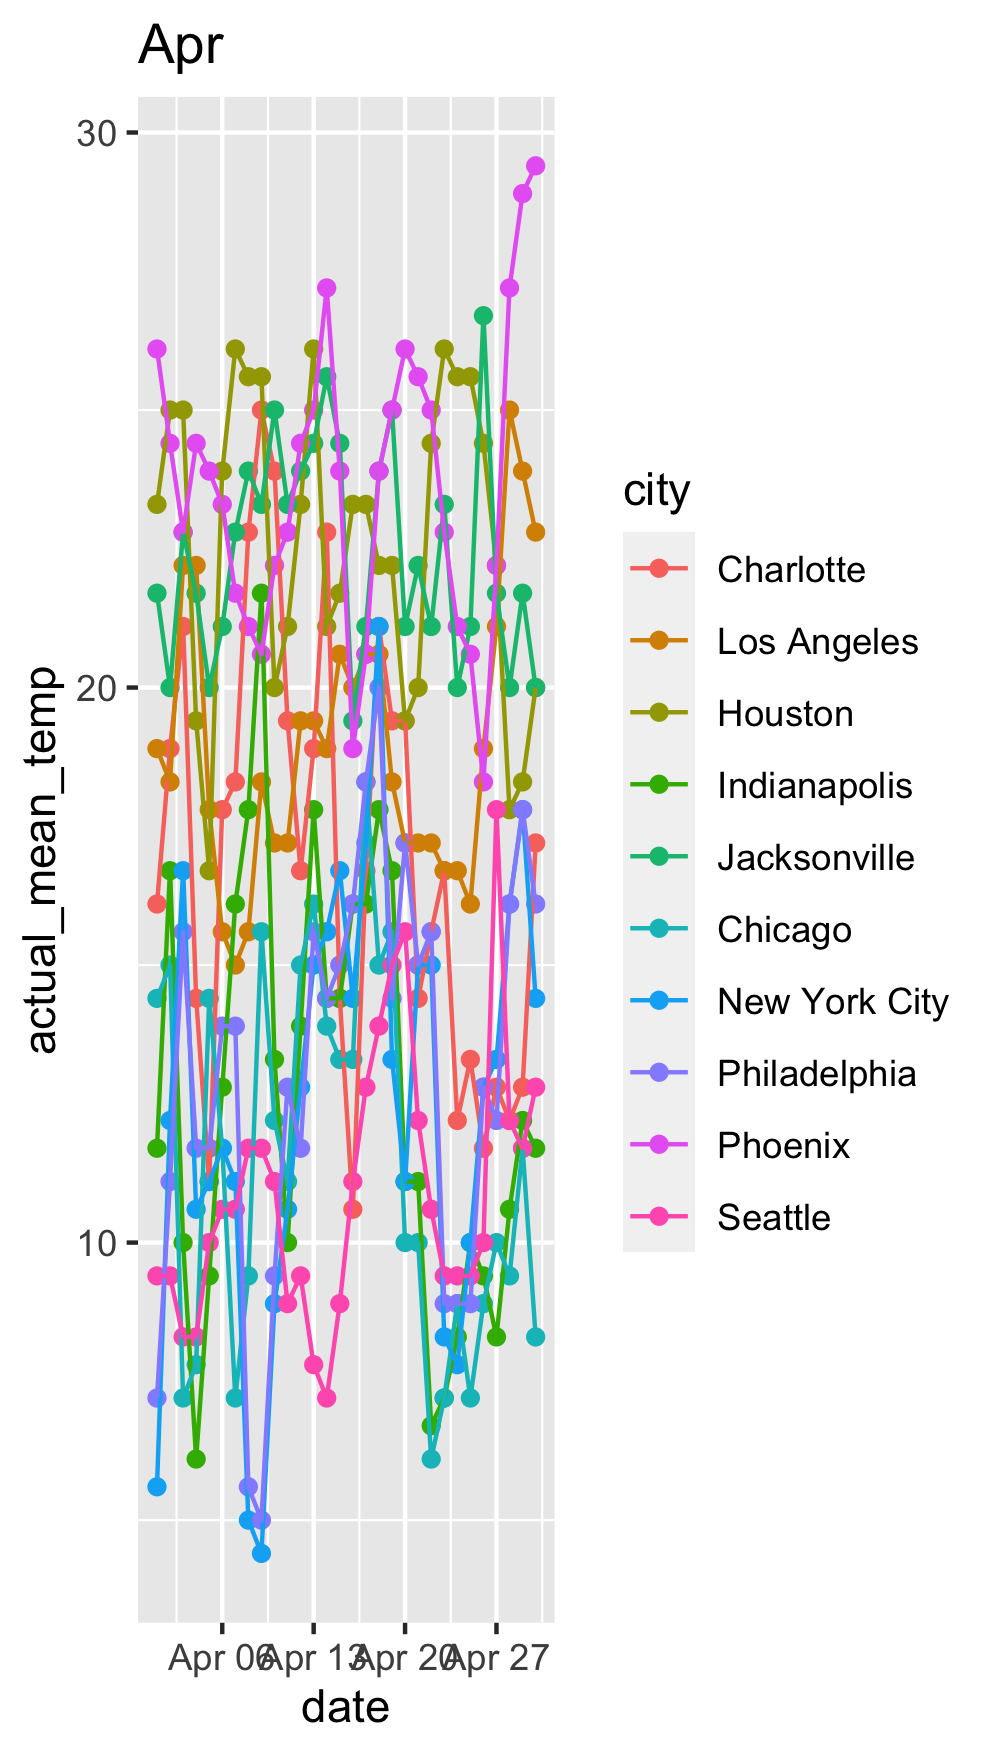 Apr
30
20
10
actual_mean_temp
Apr 06
Apr 13
Apr 20
Apr 27
date
city
Charlotte
Los Angeles
Houston
Indianapolis
Jacksonville
Chicago
New York City
Philadelphia
Phoenix
Seattle